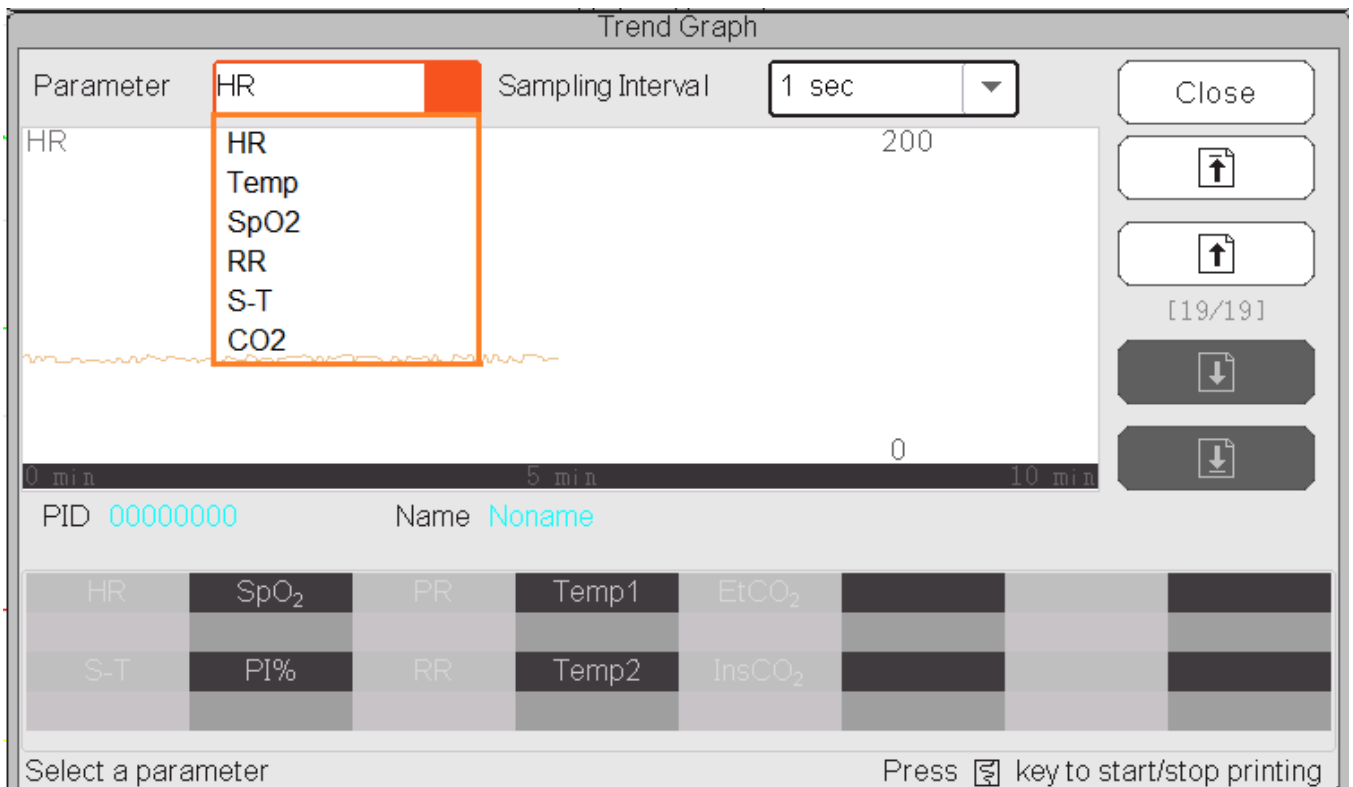 Trend Graph
Parameter HR Sampling Interval 1 sec Close
HR 200
HR
Temp
SpO2
RR
S-T
CO2
[19/19]
0
0 min 5 min 10 min
PID 00000000 Name Noname
HR SpO₂ PR Temp1 EtCO₂
S-T PI% RR Temp2 InsCO₂
Select a parameter Press key to start/stop printing